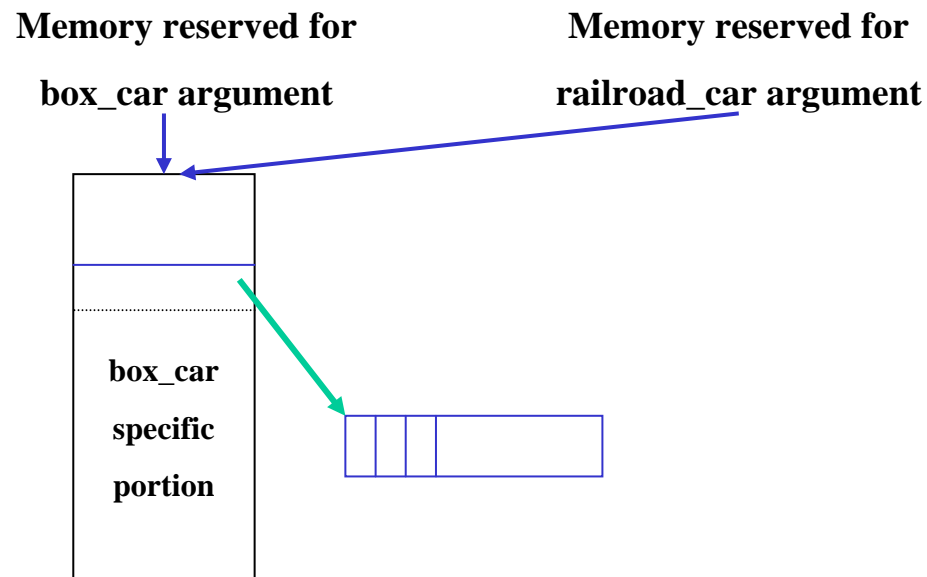 Memory reserved for
box_car argument
Memory reserved for
railroad_car argument
box_car
specific
portion